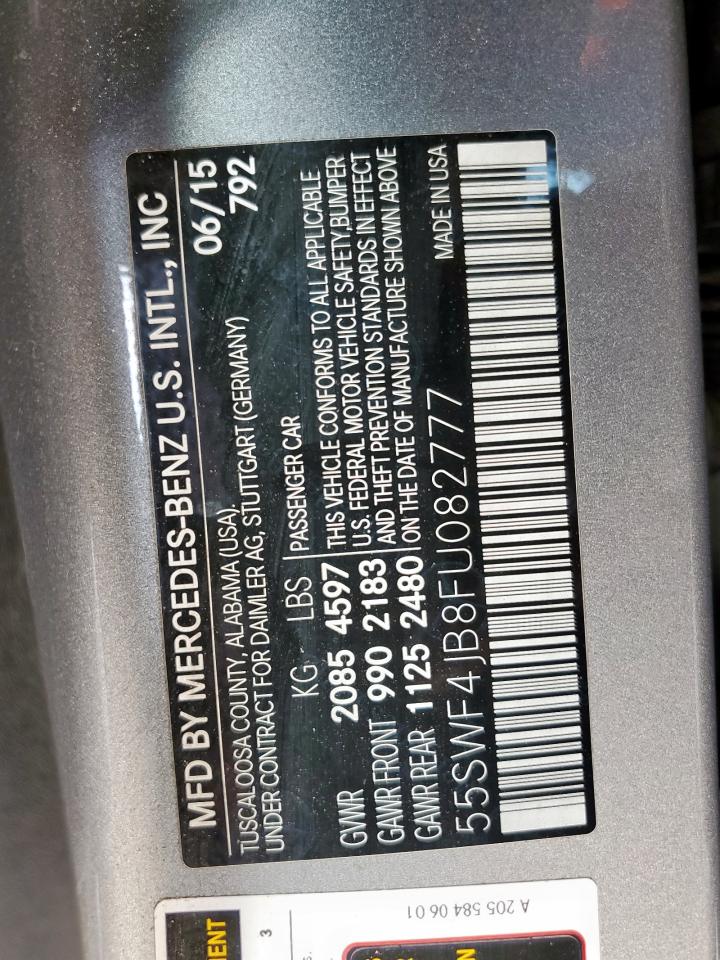 MFD BY MERCEDES-BENZ U.S. INTL., INC
TUSCALOOSA COUNTY, ALABAMA (USA), 06/15
UNDER CONTRACT FOR DAIMLER AG, STUTTGART (GERMANY) 792
KG LBS PASSENGER CAR
GVWR 2085 4597 THIS VEHICLE CONFORMS TO ALL APPLICABLE
U.S. FEDERAL MOTOR VEHICLE SAFETY,BUMPER
GAWR FRONT 990 2183 AND THEFT PREVENTION STANDARDS IN EFFECT
GAWR REAR 1125 2480 ON THE DATE OF MANUFACTURE SHOWN ABOVE
55SWF4JB8FU082777 MADE IN USA
3
A 205 584 06 01